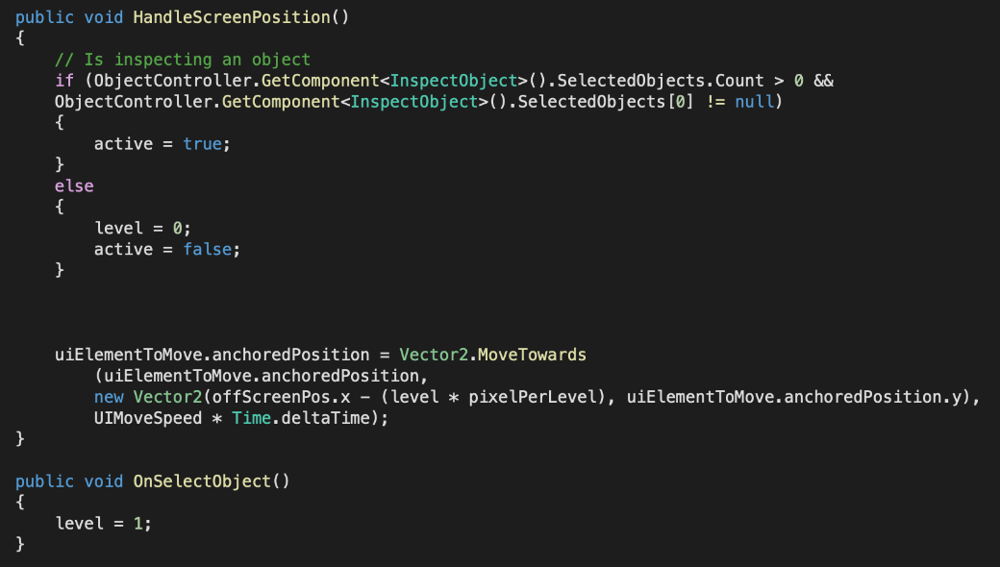 public void HandleScreenPosition()
{
    // Is inspecting an object
    if (ObjectController.GetComponent<InspectObject>().SelectedObjects.Count > 0 &&
    ObjectController.GetComponent<InspectObject>().SelectedObjects[0] != null)
    {
        active = true;
    }
    else
    {
        level = 0;
        active = false;
    }

    uiElementToMove.anchoredPosition = Vector2.MoveTowards
        (uiElementToMove.anchoredPosition,
        new Vector2(offScreenPos.x - (level * pixelPerLevel), uiElementToMove.anchoredPosition.y),
        UIMoveSpeed * Time.deltaTime);
}

public void OnSelectObject()
{
    level = 1;
}